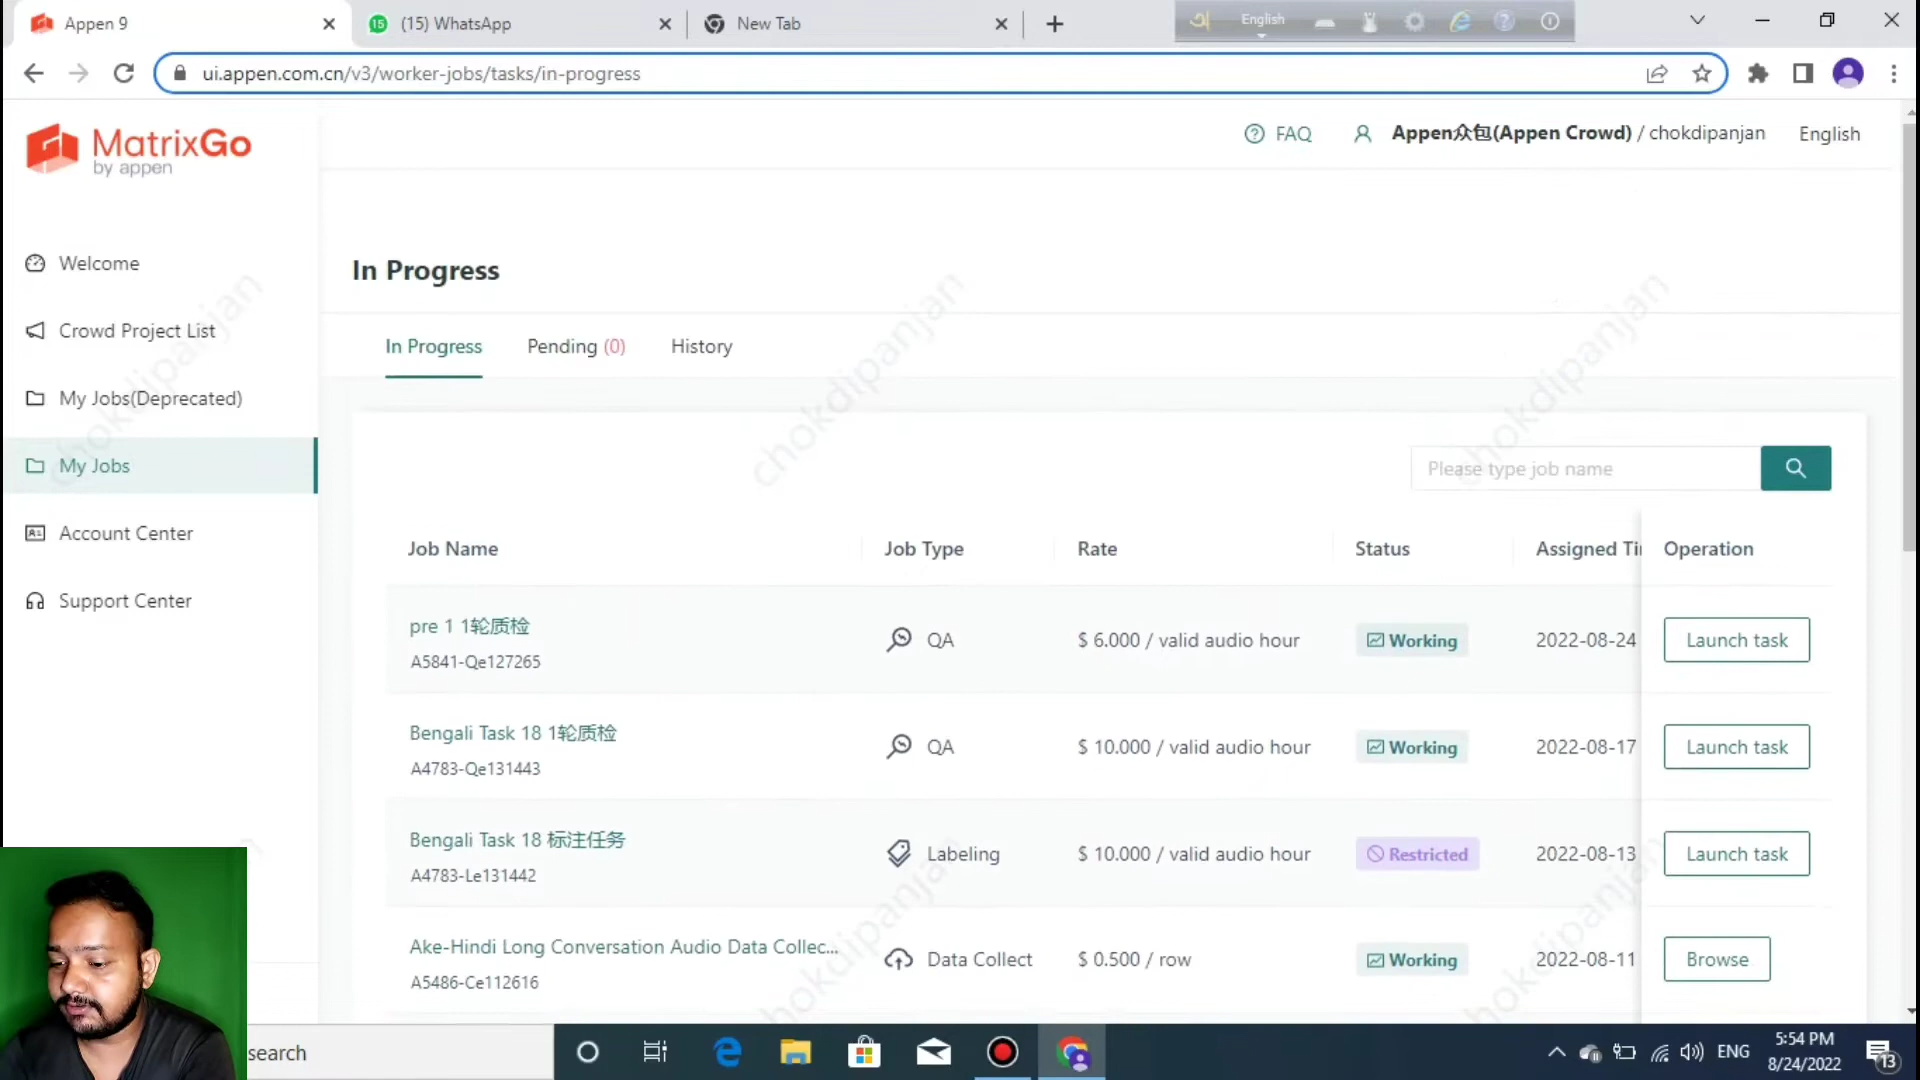 Appen 9
(15) WhatsApp
New Tab
English
ui.appen.com.cn/v3/worker-jobs/tasks/in-progress
MatrixGo
by appen
FAQ
Appen众包(Appen Crowd) / chokdipanjan
English
Welcome
Crowd Project List
My Jobs(Deprecated)
My Jobs
Account Center
Support Center
In Progress
In Progress
Pending (0)
History
Please type job name
Job Name
Job Type
Rate
Status
Assigned Ti
Operation
pre 1 1轮质检
A5841-Qe127265
QA
$ 6.000 / valid audio hour
Working
2022-08-24
Launch task
Bengali Task 18 1轮质检
A4783-Qe131443
QA
$ 10.000 / valid audio hour
Working
2022-08-17
Launch task
Bengali Task 18 标注任务
A4783-Le131442
Labeling
$ 10.000 / valid audio hour
Restricted
2022-08-13
Launch task
Ake-Hindi Long Conversation Audio Data Collec...
A5486-Ce112616
Data Collect
$ 0.500 / row
Working
2022-08-11
Browse
chokdipanjan
chokdipanjan
chokdipanjan
chokdipanjan
chokdipanjan
search
ENG
5:54 PM
8/24/2022
13